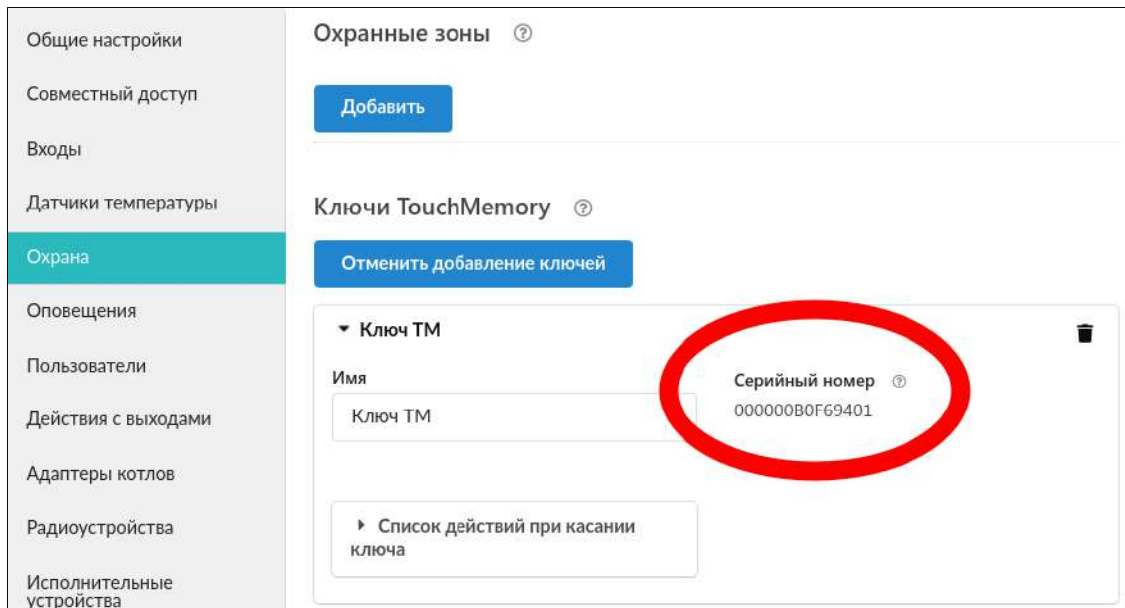 Общие настройки
Совместный доступ
Входы
Датчики температуры
Охрана
Оповещения
Пользователи
Действия с выходами
Адаптеры котлов
Радиоустройства
Исполнительные
устройства
Охранные зоны ?
Добавить
Ключи TouchMemory ?
Отменить добавление ключей
Ключ ТМ
Имя
Ключ ТМ
Серийный номер ?
000000B0F69401
Список действий при касании
ключа